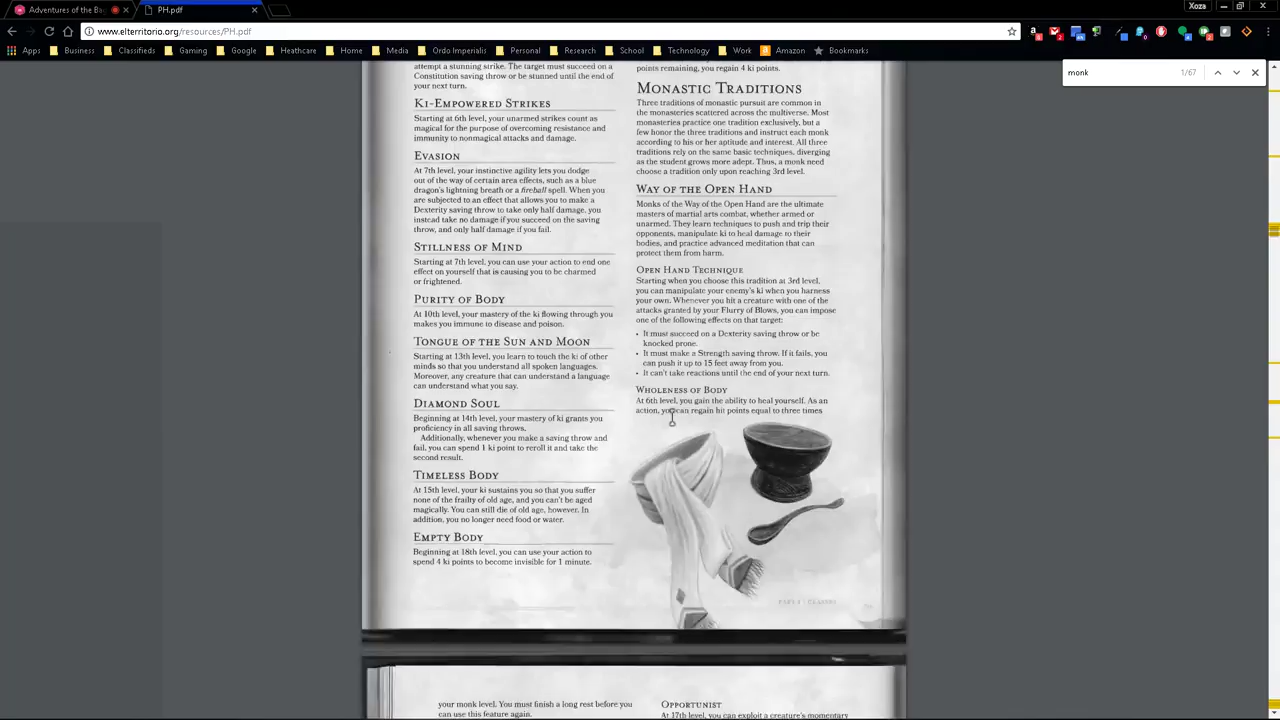 Adventures of the Ba
PH.pdf
Xoza
www.elterritorio.org/resources/PH.pdf
Apps
Business
Classifieds
Gaming
Google
Heathcare
Home
Media
Ordo Imperialis
Personal
Research
School
Technology
Work
Amazon
Bookmarks
monk
1/67
attempt a stunning strike. The target must succeed on a
Constitution saving throw or be stunned until the end of
your next turn.
Ki-Empowered Strikes
Starting at 6th level, your unarmed strikes count as
magical for the purpose of overcoming resistance and
immunity to nonmagical attacks and damage.
Evasion
At 7th level, your instinctive agility lets you dodge
out of the way of certain area effects, such as a blue
dragon's lightning breath or a fireball spell. When you
are subjected to an effect that allows you to make a
Dexterity saving throw to take only half damage, you
instead take no damage if you succeed on the saving
throw, and only half damage if you fail.
Stillness of Mind
Starting at 7th level, you can use your action to end one
effect on yourself that is causing you to be charmed
or frightened.
Purity of Body
At 10th level, your mastery of the ki flowing through you
makes you immune to disease and poison.
Tongue of the Sun and Moon
Starting at 13th level, you learn to touch the ki of other
minds so that you understand all spoken languages.
Moreover, any creature that can understand a language
can understand what you say.
Diamond Soul
Beginning at 14th level, your mastery of ki grants you
proficiency in all saving throws.
Additionally, whenever you make a saving throw and
fail, you can spend 1 ki point to reroll it and take the
second result.
Timeless Body
At 15th level, your ki sustains you so that you suffer
none of the frailty of old age, and you can't be aged
magically. You can still die of old age, however. In
addition, you no longer need food or water.
Empty Body
Beginning at 18th level, you can use your action to
spend 4 ki points to become invisible for 1 minute.
points remaining, you regain 4 ki points.
Monastic Traditions
Three traditions of monastic pursuit are common in
the monasteries scattered across the multiverse. Most
monasteries practice one tradition exclusively, but a
few honor the three traditions and instruct each monk
according to his or her aptitude and interest. All three
traditions rely on the same basic techniques, diverging
as the student grows more adept. Thus, a monk need
choose a tradition only upon reaching 3rd level.
Way of the Open Hand
Monks of the Way of the Open Hand are the ultimate
masters of martial arts combat, whether armed or
unarmed. They learn techniques to push and trip their
opponents, manipulate ki to heal damage to their
bodies, and practice advanced meditation that can
protect them from harm.
Open Hand Technique
Starting when you choose this tradition at 3rd level,
you can manipulate your enemy's ki when you harness
your own. Whenever you hit a creature with one of the
attacks granted by your Flurry of Blows, you can impose
one of the following effects on that target:
• It must succeed on a Dexterity saving throw or be
knocked prone.
• It must make a Strength saving throw. If it fails, you
can push it up to 15 feet away from you.
• It can't take reactions until the end of your next turn.
Wholeness of Body
At 6th level, you gain the ability to heal yourself. As an
action, you can regain hit points equal to three times
your monk level. You must finish a long rest before you
can use this feature again.
Opportunist
At 17th level, you can exploit a creature's momentary